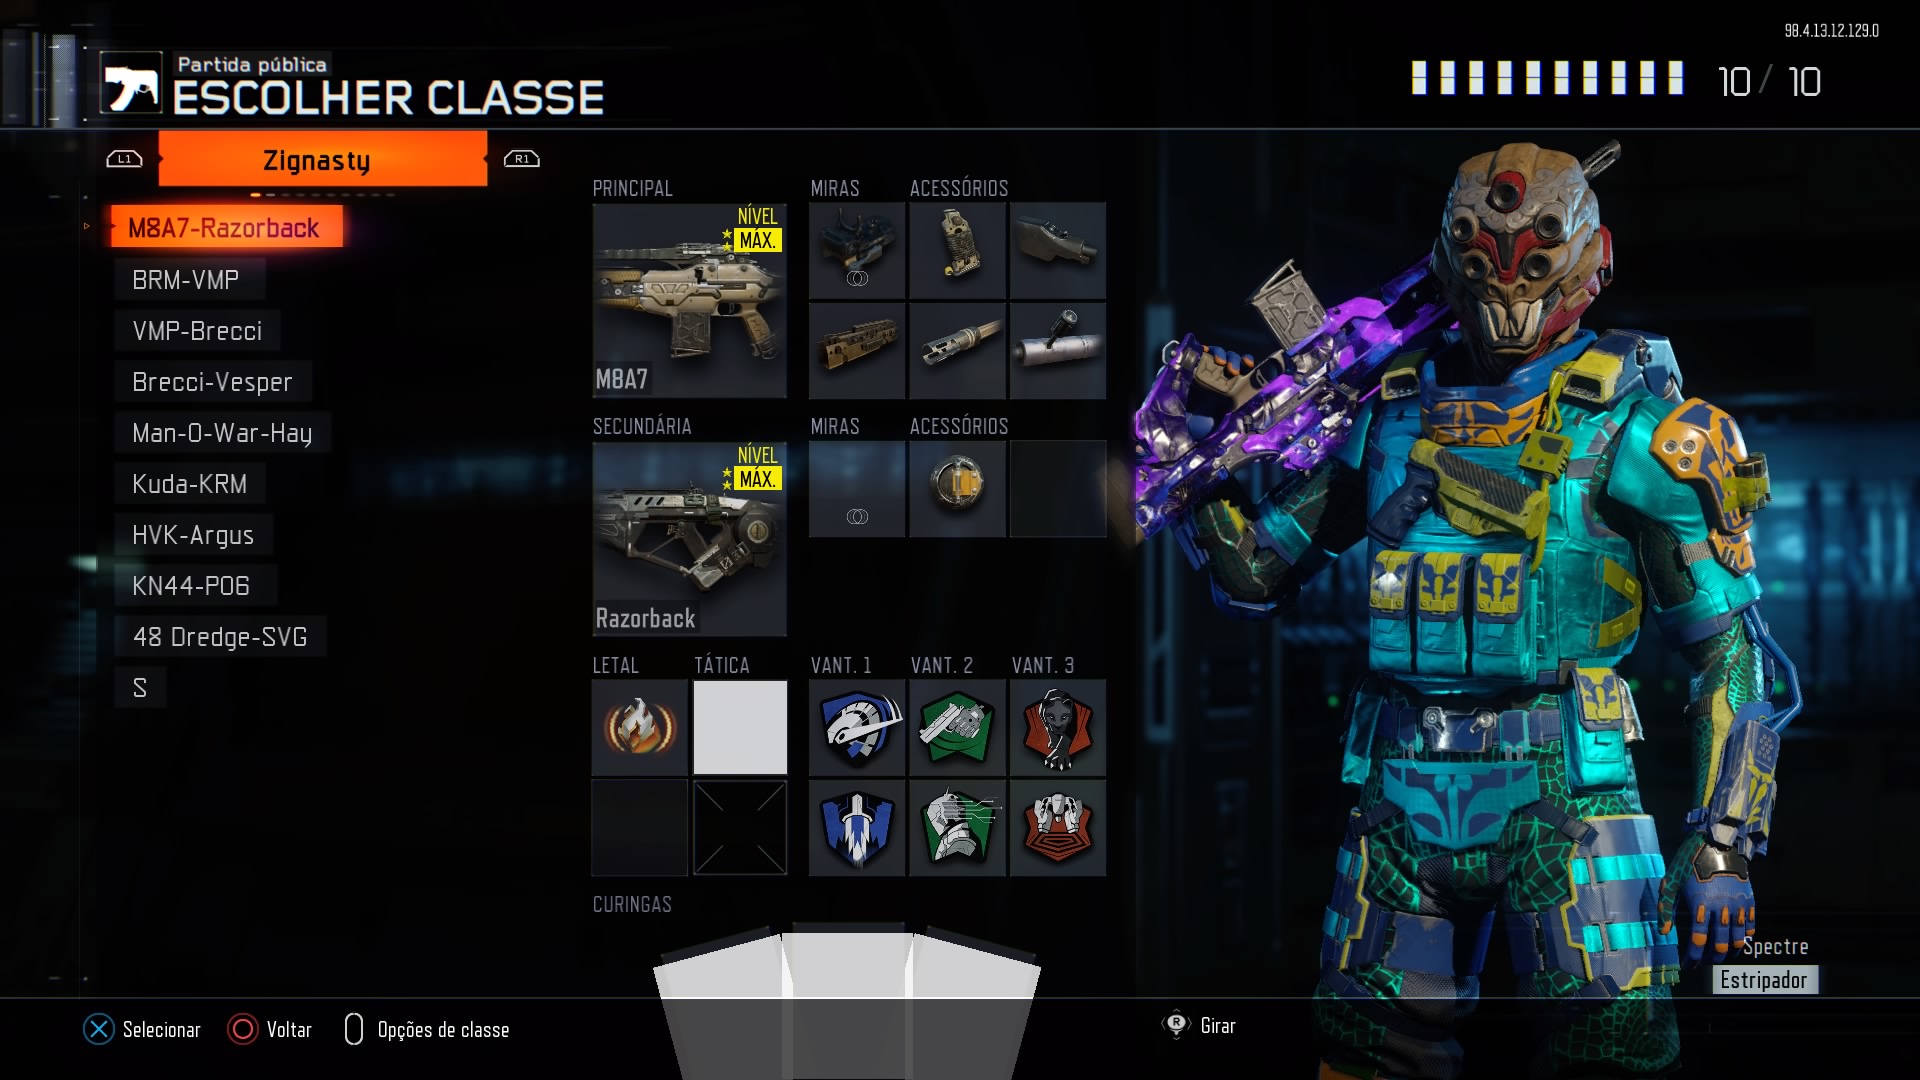 98.4.13.12.129.0
Partida pública
ESCOLHER CLASSE
10 / 10
L1
Zignasty
R1
M8A7-Razorback
BRM-VMP
VMP-Brecci
Brecci-Vesper
Man-O-War-Hay
Kuda-KRM
HVK-Argus
KN44-P06
48 Dredge-SVG
S
PRINCIPAL
MIRAS
ACESSÓRIOS
NÍVEL
MÁX.
M8A7
SECUNDÁRIA
MIRAS
ACESSÓRIOS
NÍVEL
MÁX.
Razorback
LETAL
TÁTICA
VANT. 1
VANT. 2
VANT. 3
CURINGAS
Spectre
Estripador
Selecionar
Voltar
Opções de classe
R
Girar